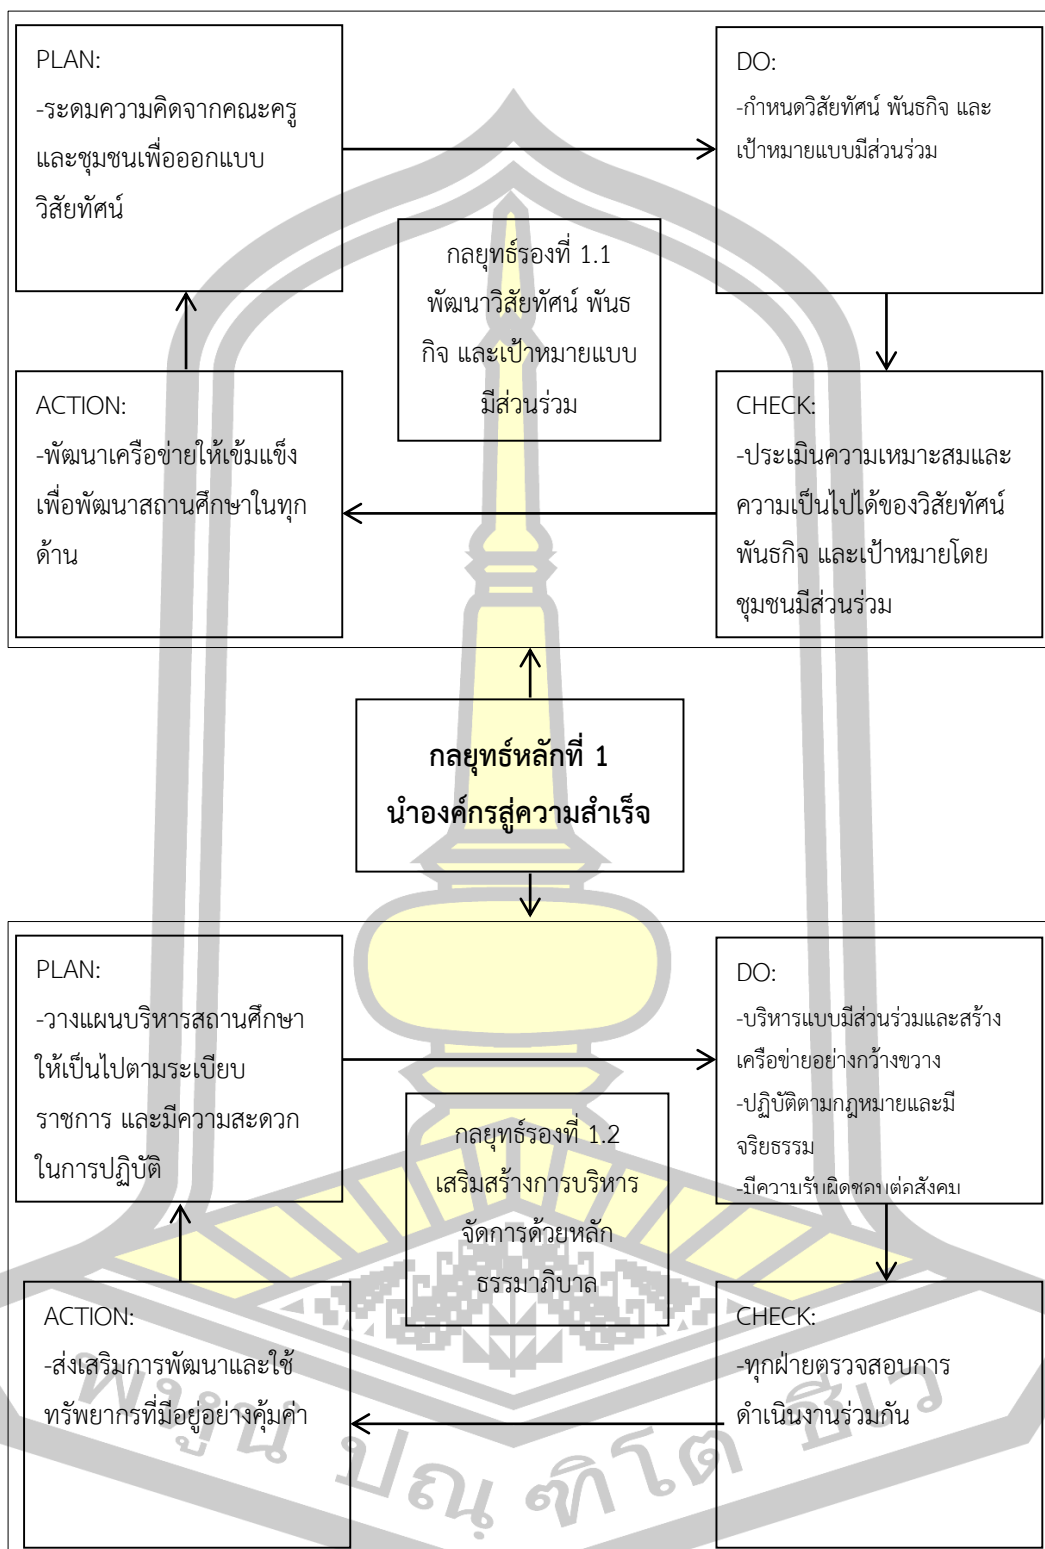 PLAN:
-ระดมความคิดจากคณะครู
และชุมชนเพื่อออกแบบ
วิสัยทัศน์
DO:
-กำหนดวิสัยทัศน์ พันธกิจ และ
เป้าหมายแบบมีส่วนร่วม
กลยุทธ์รองที่ 1.1
พัฒนาวิสัยทัศน์ พันธ
กิจ และเป้าหมายแบบ
มีส่วนร่วม
ACTION:
-พัฒนาเครือข่ายให้เข้มแข็ง
เพื่อพัฒนาสถานศึกษาในทุก
ด้าน
CHECK:
-ประเมินความเหมาะสมและ
ความเป็นไปได้ของวิสัยทัศน์
พันธกิจ และเป้าหมายโดย
ชุมชนมีส่วนร่วม
กลยุทธ์หลักที่ 1
นำองค์กรสู่ความสำเร็จ
PLAN:
-วางแผนบริหารสถานศึกษา
ให้เป็นไปตามระเบียบ
ราชการ และมีความสะดวก
ในการปฏิบัติ
DO:
-บริหารแบบมีส่วนร่วมและสร้าง
เครือข่ายอย่างกว้างขวาง
-ปฏิบัติตามกฎหมายและมี
จริยธรรม
-มีความรับผิดชอบต่อสังคม
กลยุทธ์รองที่ 1.2
เสริมสร้างการบริหาร
จัดการด้วยหลัก
ธรรมาภิบาล
ACTION:
-ส่งเสริมการพัฒนาและใช้
ทรัพยากรที่มีอยู่อย่างคุ้มค่า
CHECK:
-ทุกฝ่ายตรวจสอบการ
ดำเนินงานร่วมกัน
พหูนํ ปณฺฑิโต ชีเว